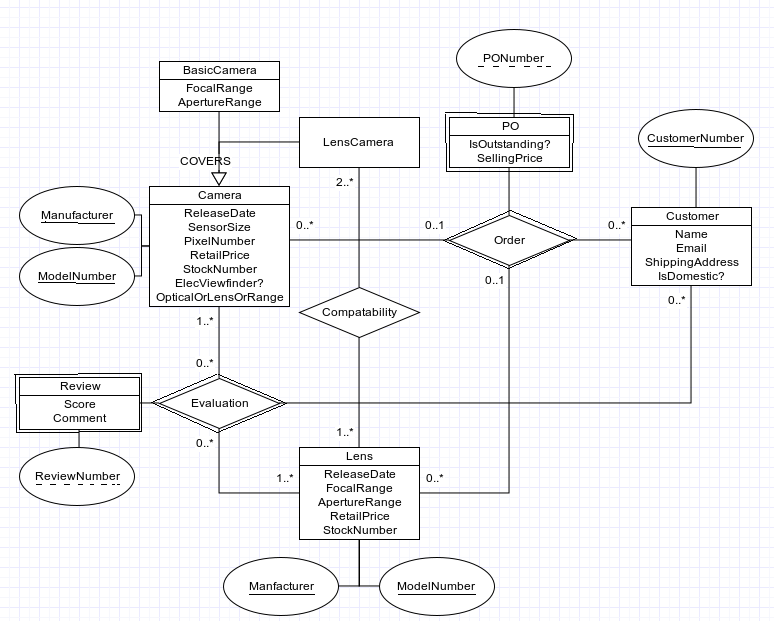 PONumber
BasicCamera
FocalRange
ApertureRange
PO
IsOutstanding?
SellingPrice
LensCamera
CustomerNumber
COVERS
2..*
Camera
ReleaseDate
SensorSize
PixelNumber
RetailPrice
StockNumber
ElecViewfinder?
OpticalOrLensOrRange
Manufacturer
ModelNumber
0..*
0..1
Order
0..*
Customer
Name
Email
ShippingAddress
IsDomestic?
0..1
0..*
Compatability
1..*
0..*
Review
Score
Comment
Evaluation
0..*
1..*
ReviewNumber
1..*
Lens
ReleaseDate
FocalRange
ApertureRange
RetailPrice
StockNumber
0..*
Manfacturer
ModelNumber